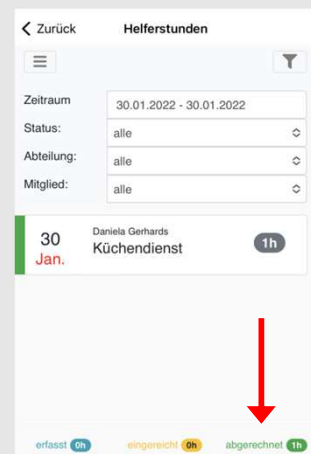 Zurück Helferstunden
Zeitraum 30.01.2022 - 30.01.2022
Status: alle
Abteilung: alle
Mitglied: alle
Daniela Gerhards
30 Küchendienst 1h
Jan.
erfasst 0h eingereicht 0h abgerechnet 1h